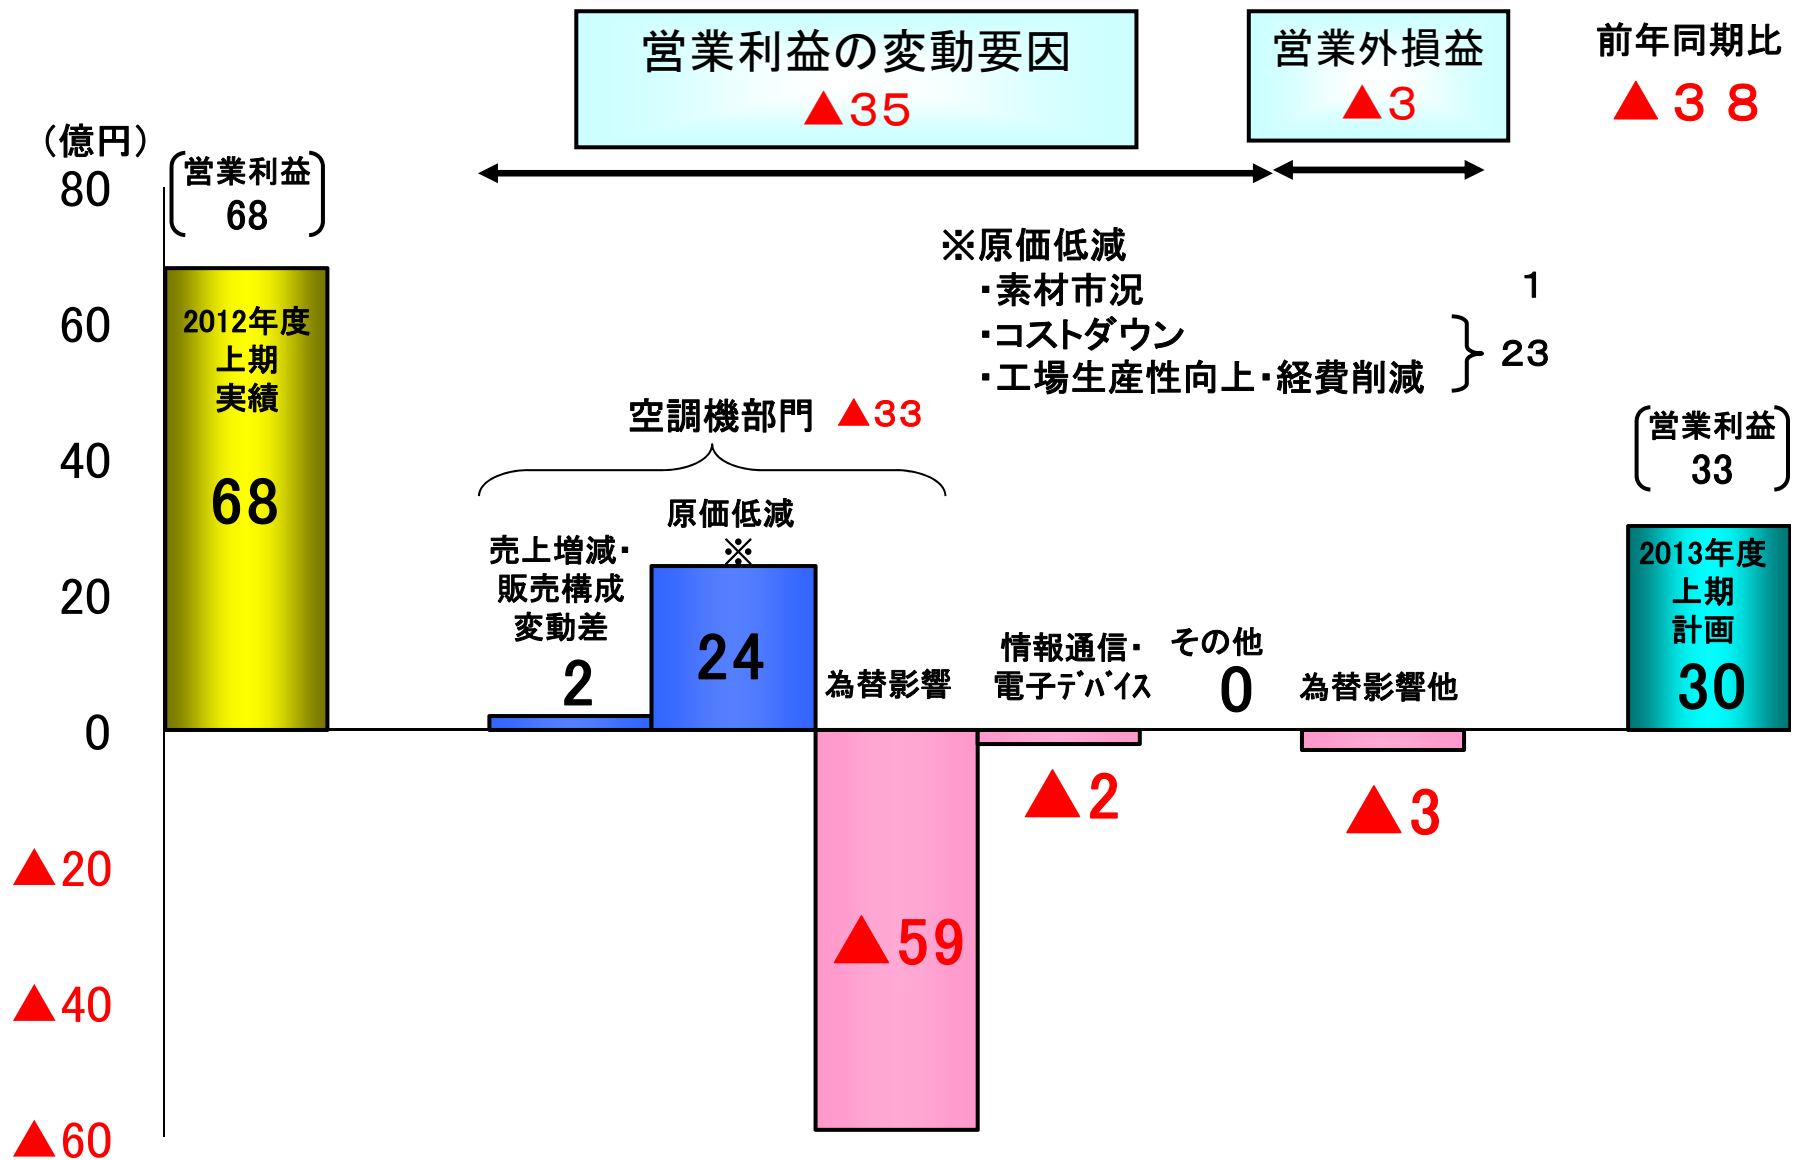 営業利益の変動要因
▲35
営業外損益
▲3
前年同期比
▲38
(億円)
営業利益
68
80
60
40
20
0
▲20
▲40
▲60
2012年度
上期
実績
68
※原価低減
・素材市況 1
・コストダウン
・工場生産性向上・経費削減
23
空調機部門 ▲33
売上増減・
販売構成
変動差
2
原価低減
※
24
為替影響
▲59
情報通信・
電子ﾃﾞﾊﾞｲｽ
▲2
その他
0
為替影響他
▲3
営業利益
33
2013年度
上期
計画
30